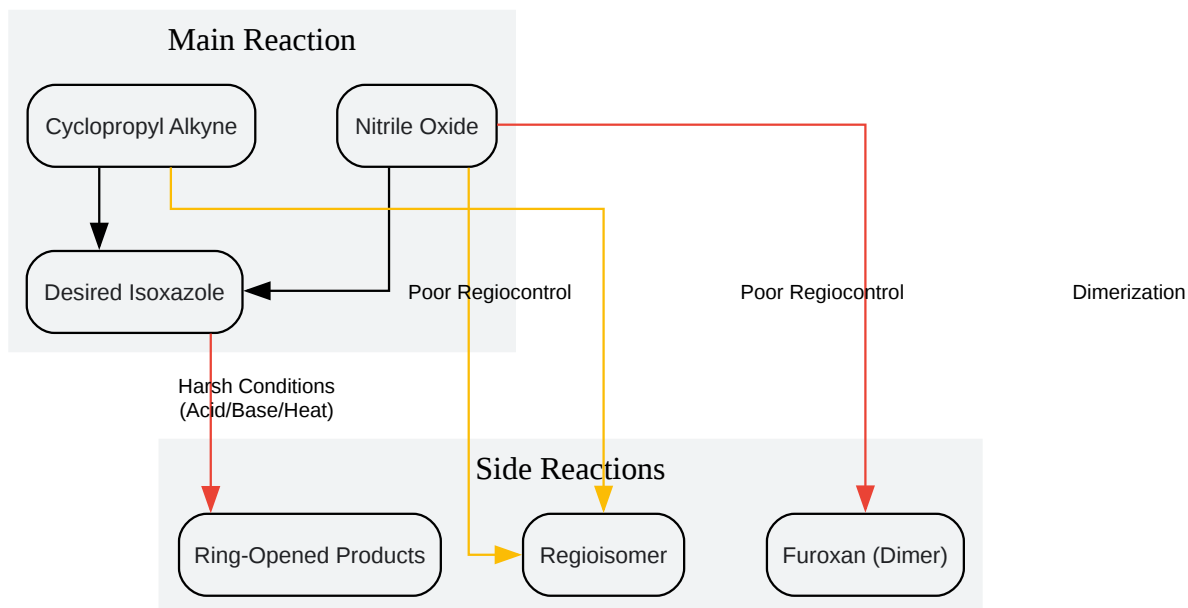 Main Reaction
Cyclopropyl Alkyne
Nitrile Oxide
Desired Isoxazole
Poor Regiocontrol
Poor Regiocontrol
Dimerization
Harsh Conditions
(Acid/Base/Heat)
Side Reactions
Ring-Opened Products
Regioisomer
Furoxan (Dimer)